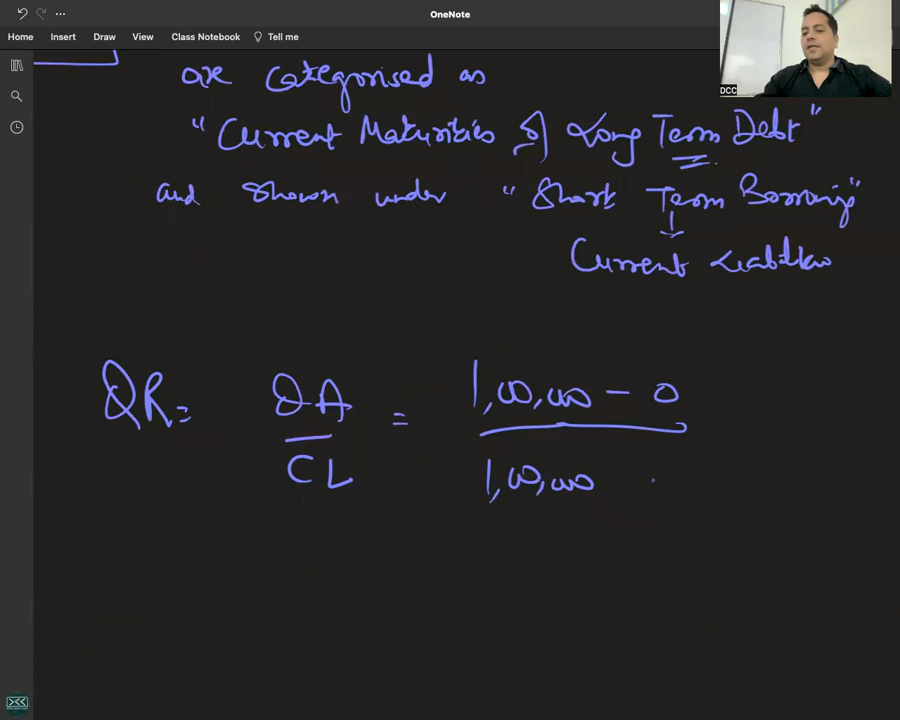 OneNote
Home Insert Draw View Class Notebook Tell me
are Categorised as
"Current Maturities of Long Term Debt"
and shown under "Short Term Borrowing"
Current Liabilities
DCC
QR = QA / CL = 1,00,000 - 0 / 1,00,000